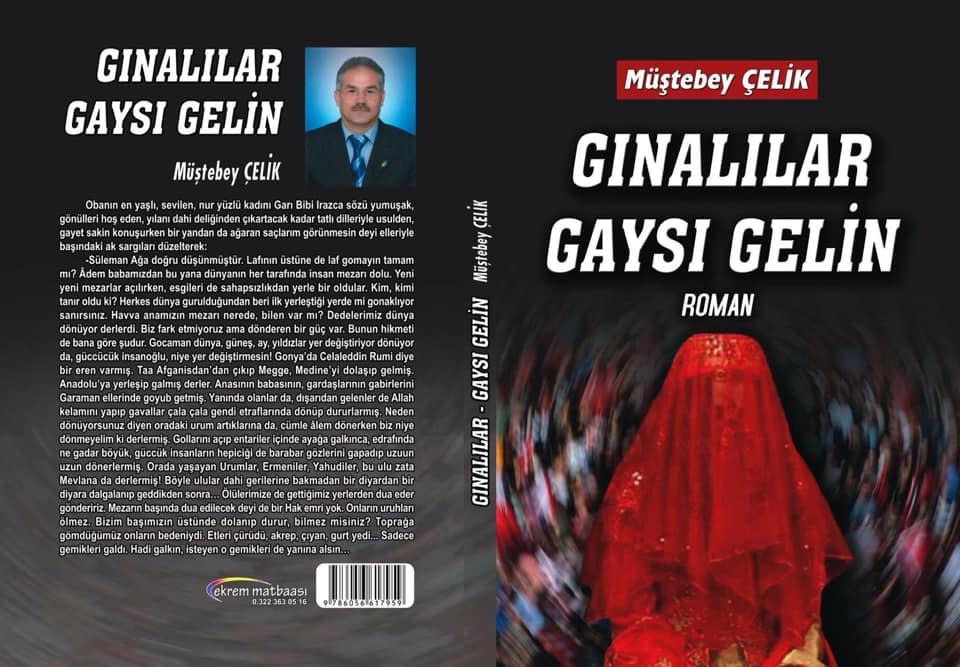 GINALILAR
GAYSI GELİN
Müştebey ÇELİK
Obanın en yaşlı, sevilen, nur yüzlü kadını Garı Bibi Irazca sözü yumuşak,
gönülleri hoş eden, yılanı dahi deliğinden çıkartacak kadar tatlı dilleriyle usulden,
gayet sakin konuşurken bir yandan da ağaran saçlarım görünmesin deyi elleriyle
başındaki ak sargıları düzelterek:
-Süleman Ağa doğru düşünmüştür. Lafının üstüne de laf gomayın tamam
mı? Âdem babamızdan bu yana dünyanın her tarafında insan mezarı dolu. Yeni
yeni mezarlar açılırken, esgileri de sahapsızlıkdan yerle bir oldular. Kim, kimi
tanır oldu ki? Herkes dünya gurulduğundan beri ilk yerleştiği yerde mi gonaklıyor
sanırsınız. Havva anamızın mezarı nerede, bilen var mı? Dedelerimiz dünya
dönüyor derlerdi. Biz fark etmiyoruz ama dönderen bir güç var. Bunun hikmeti
de bana göre şudur. Gocaman dünya, güneş, ay, yıldızlar yer değiştiriyor dönüyor
da, güccücük insanoğlu, niye yer değiştirmesin! Gonya’da Celaleddin Rumi diye
bir eren varmış. Taa Afganisdan’dan çıkıp Megge, Medine’yi dolaşıp gelmiş.
Anadolu’ya yerleşip galmış derler. Anasının babasının, gardaşlarının gabirlerini
Garaman ellerinde goyub getmiş. Yanında olanlar da, dışarıdan gelenler de Allah
kelamını yapıp gavallar çala çala gendi etraflarında dönüp dururlarmış. Neden
dönüyorsunuz diyen oradaki urum artıklarına da, cümle âlem dönerken biz niye
dönmeyelim ki derlermiş. Gollarını açıp entariler içinde ayağa galkınca, edrafında
ne gadar böyük, güccük insanların hepiciği de barabar gözlerini gapadıp uzuun
uzun dönerlermiş. Orada yaşayan Urumlar, Ermeniler, Yahudiler, bu ulu zata
Mevlana da derlermiş! Böyle ulular dahi gerilerine bakmadan bir diyardan bir
diyara dalgalanıp geddikden sonra… Ölülerimize de gettiğimiz yerlerden dua eder
göndeririz. Mezarın başında dua edilecek deyi de bir Hak emri yok. Onların uruhları
ölmez. Bizim başımızın üstünde dolanıp durur, bilmez misiniz? Toprağa
gömdüğümüz onların bedeniydi. Etleri çürüdü, akrep, çıyan, gurt yedi... Sadece
gemikleri galdı. Hadi galkın, isteyen o gemikleri de yanına alsın…
ekrem matbaası
0.322 363 05 16
9 786056 617959
GINALILAR - GAYSI GELİN Müştebey ÇELİK
Müştebey ÇELİK
GINALILAR
GAYSI GELİN
ROMAN